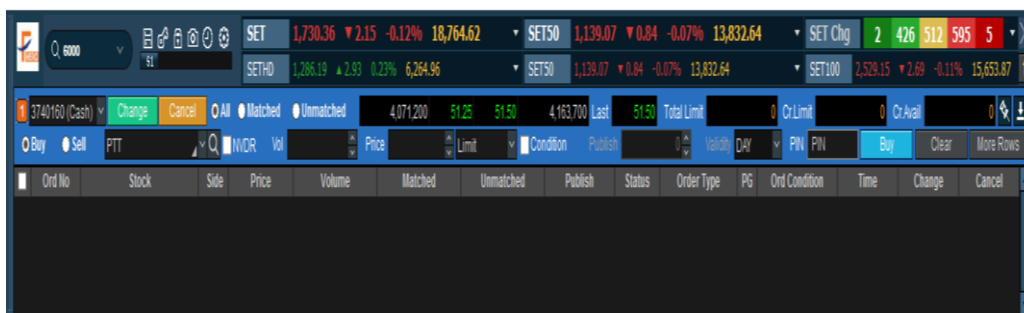 6000 SET 1,730.36 ▼2.15 -0.12% 18,764.62 SET50 1,139.07 ▼0.84 -0.07% 13,832.64 SET Chg 2 426 512 595 5
S1 SETHD 1,286.19 ▲2.93 0.23% 6,264.96 SET50 1,139.07 ▼0.84 -0.07% 13,832.64 SET100 2,529.15 ▼2.69 -0.11% 15,653.87
1 3740160 (Cash) Change Cancel All Matched Unmatched 4,071,200 51.25 51.50 4,163,700 Last 51.50 Total Limit 0 Cr.Limit 0 Cr.Avail 0
Buy Sell PTT NVDR Vol Price Limit Condition Publish 0 Validity DAY PIN PIN Buy Clear More Rows
Ord No Stock Side Price Volume Matched Unmatched Publish Status Order Type PG Ord Condition Time Change Cancel